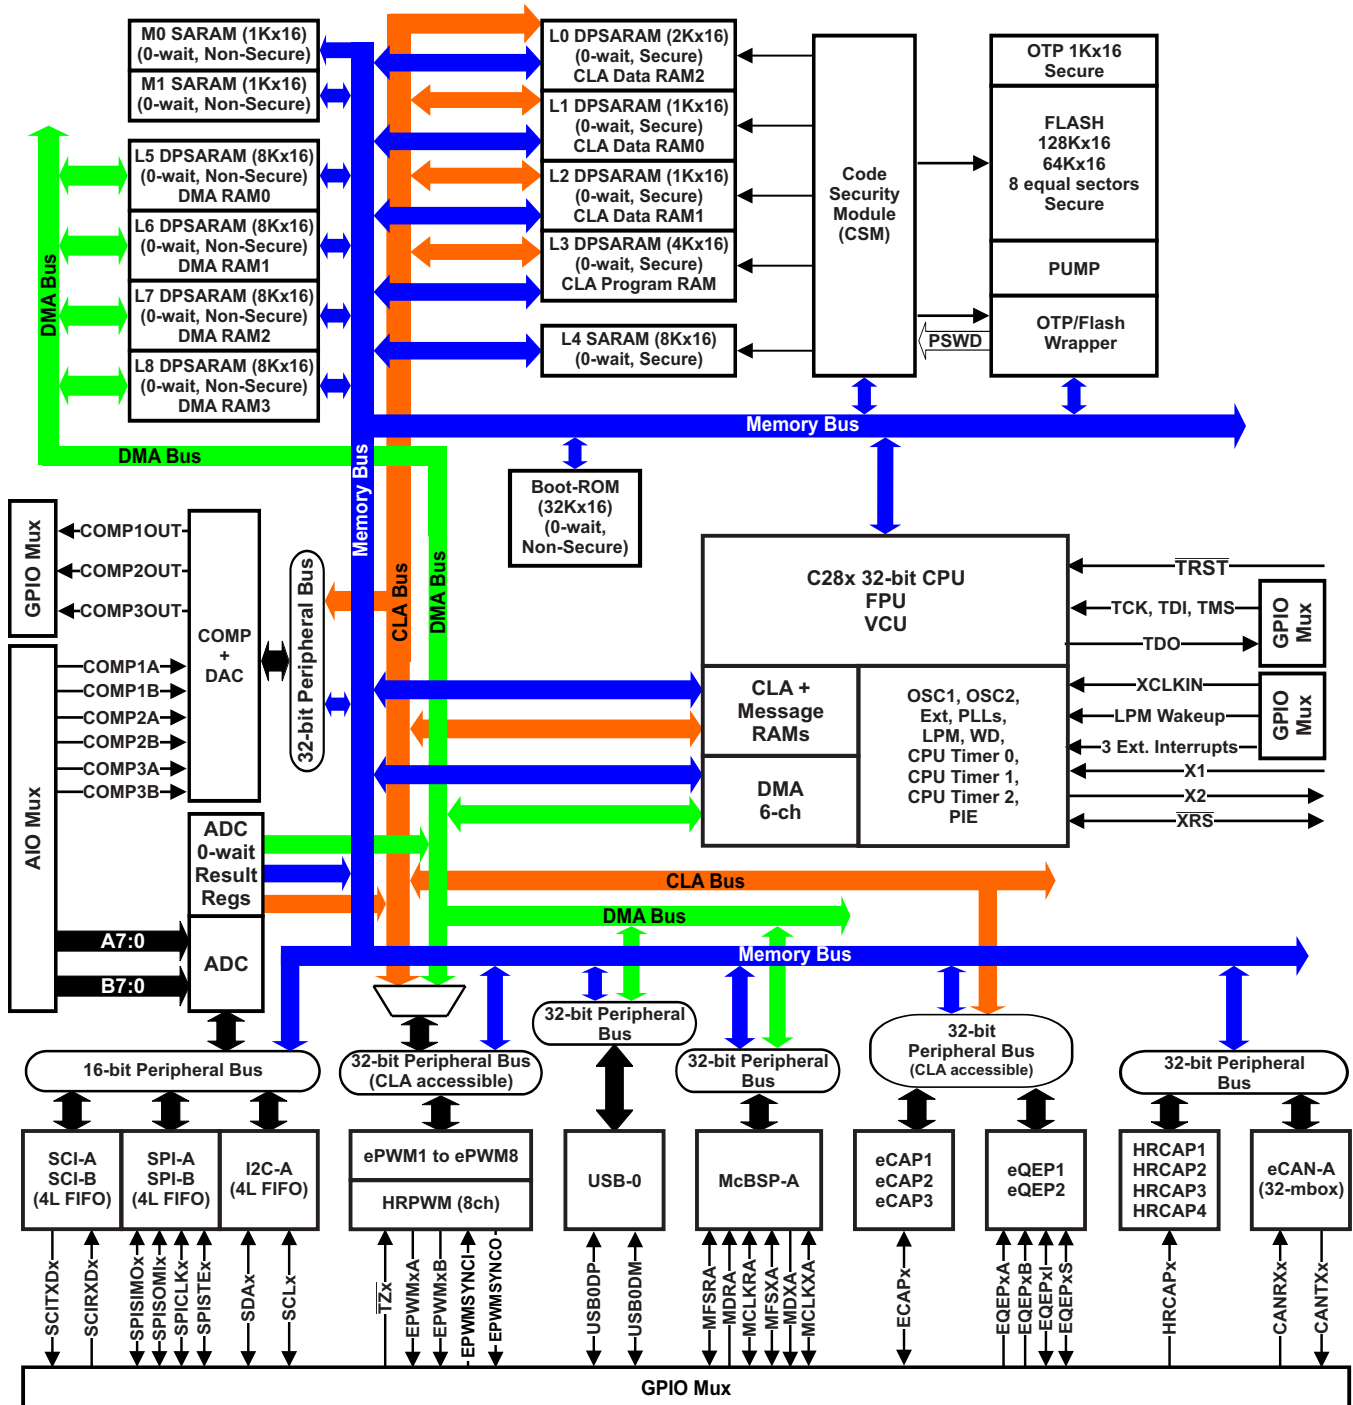 M0 SARAM (1Kx16)
(0-wait, Non-Secure)
M1 SARAM (1Kx16)
(0-wait, Non-Secure)
L5 DPSARAM (8Kx16)
(0-wait, Non-Secure)
DMA RAM0
L6 DPSARAM (8Kx16)
(0-wait, Non-Secure)
DMA RAM1
L7 DPSARAM (8Kx16)
(0-wait, Non-Secure)
DMA RAM2
L8 DPSARAM (8Kx16)
(0-wait, Non-Secure)
DMA RAM3
DMA Bus
DMA Bus
L0 DPSARAM (2Kx16)
(0-wait, Secure)
CLA Data RAM2
L1 DPSARAM (1Kx16)
(0-wait, Secure)
CLA Data RAM0
L2 DPSARAM (1Kx16)
(0-wait, Secure)
CLA Data RAM1
L3 DPSARAM (4Kx16)
(0-wait, Secure)
CLA Program RAM
L4 SARAM (8Kx16)
(0-wait, Secure)
Code
Security
Module
(CSM)
OTP 1Kx16
Secure
FLASH
128Kx16
64Kx16
8 equal sectors
Secure
PUMP
OTP/Flash
Wrapper
PSWD
Memory Bus
Memory Bus
CLA Bus
DMA Bus
Boot-ROM
(32Kx16)
(0-wait,
Non-Secure)
GPIO Mux
COMP1OUT
COMP2OUT
COMP3OUT
COMP
+
DAC
32-bit Peripheral Bus
AIO Mux
COMP1A
COMP1B
COMP2A
COMP2B
COMP3A
COMP3B
ADC
0-wait
Result
Regs
ADC
A7:0
B7:0
C28x 32-bit CPU
FPU
VCU
CLA +
Message
RAMs
DMA
6-ch
OSC1, OSC2,
Ext, PLLs,
LPM, WD,
CPU Timer 0,
CPU Timer 1,
CPU Timer 2,
PIE
TRST
TCK, TDI, TMS
TDO
GPIO
Mux
XCLKIN
LPM Wakeup
3 Ext. Interrupts
GPIO
Mux
X1
X2
XRS
CLA Bus
DMA Bus
Memory Bus
16-bit Peripheral Bus
32-bit Peripheral Bus
(CLA accessible)
32-bit Peripheral
Bus
32-bit Peripheral
Bus
32-bit
Peripheral Bus
(CLA accessible)
32-bit Peripheral
Bus
SCI-A
SCI-B
(4L FIFO)
SPI-A
SPI-B
(4L FIFO)
I2C-A
(4L FIFO)
ePWM1 to ePWM8
HRPWM (8ch)
USB-0
McBSP-A
eCAP1
eCAP2
eCAP3
eQEP1
eQEP2
HRCAP1
HRCAP2
HRCAP3
HRCAP4
eCAN-A
(32-mbox)
SCITXDx
SCIRXDx
SPISIMOx
SPISOMIx
SPICLKx
SPISTEx
SDAx
SCLx
TZx
EPWMxA
EPWMxB
EPWMSYNCI
EPWMSYNCO
USB0DP
USB0DM
MFSRA
MDRA
MCLKRA
MFSXA
MDXA
MCLKXA
ECAPx
EQEPxA
EQEPxB
EQEPxI
EQEPxS
HRCAPx
CANRXx
CANTXx
GPIO Mux